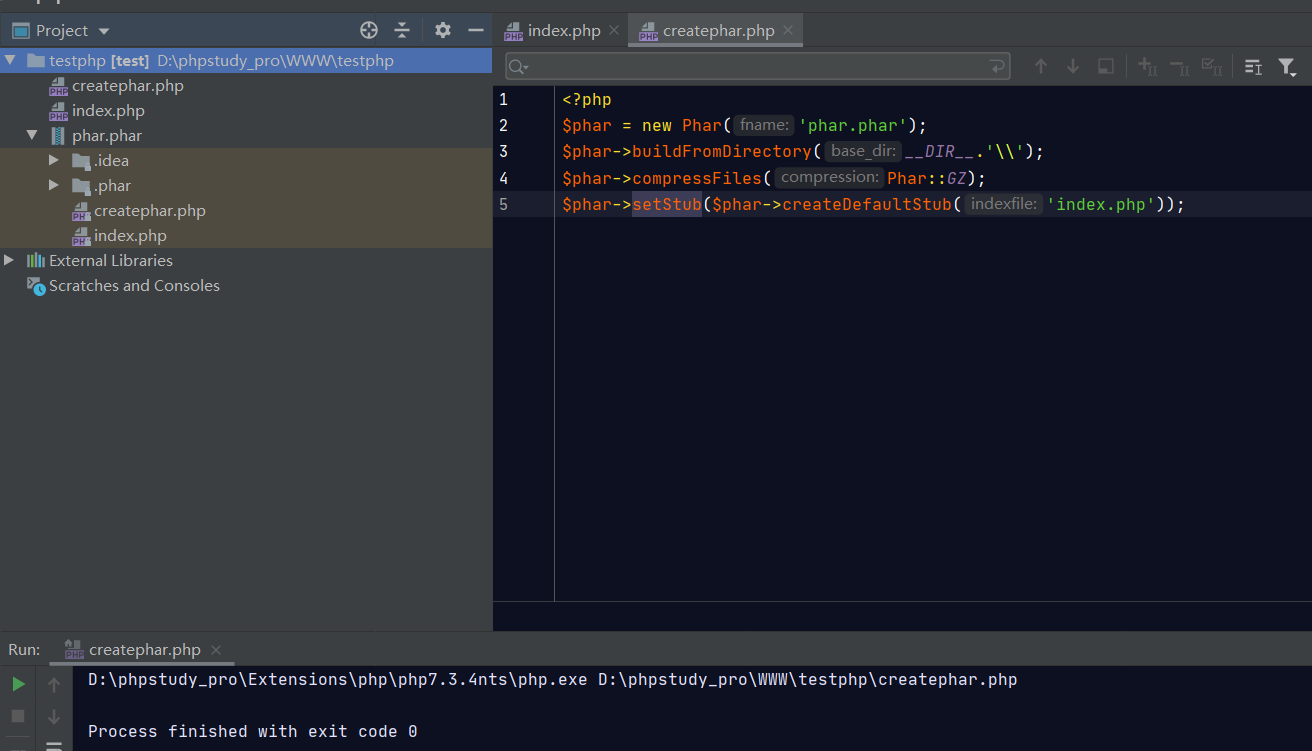 Project
testphp [test] D:\phpstudy_pro\WWW\testphp
createphar.php
index.php
phar.phar
.idea
.phar
createphar.php
index.php
External Libraries
Scratches and Consoles
index.php
createphar.php
1 <?php
2 $phar = new Phar( fname: 'phar.phar');
3 $phar->buildFromDirectory( base_dir: __DIR__.'\\');
4 $phar->compressFiles( compression: Phar::GZ);
5 $phar->setStub($phar->createDefaultStub( indexfile: 'index.php'));
Run: createphar.php
D:\phpstudy_pro\Extensions\php\php7.3.4nts\php.exe D:\phpstudy_pro\WWW\testphp\createphar.php
Process finished with exit code 0